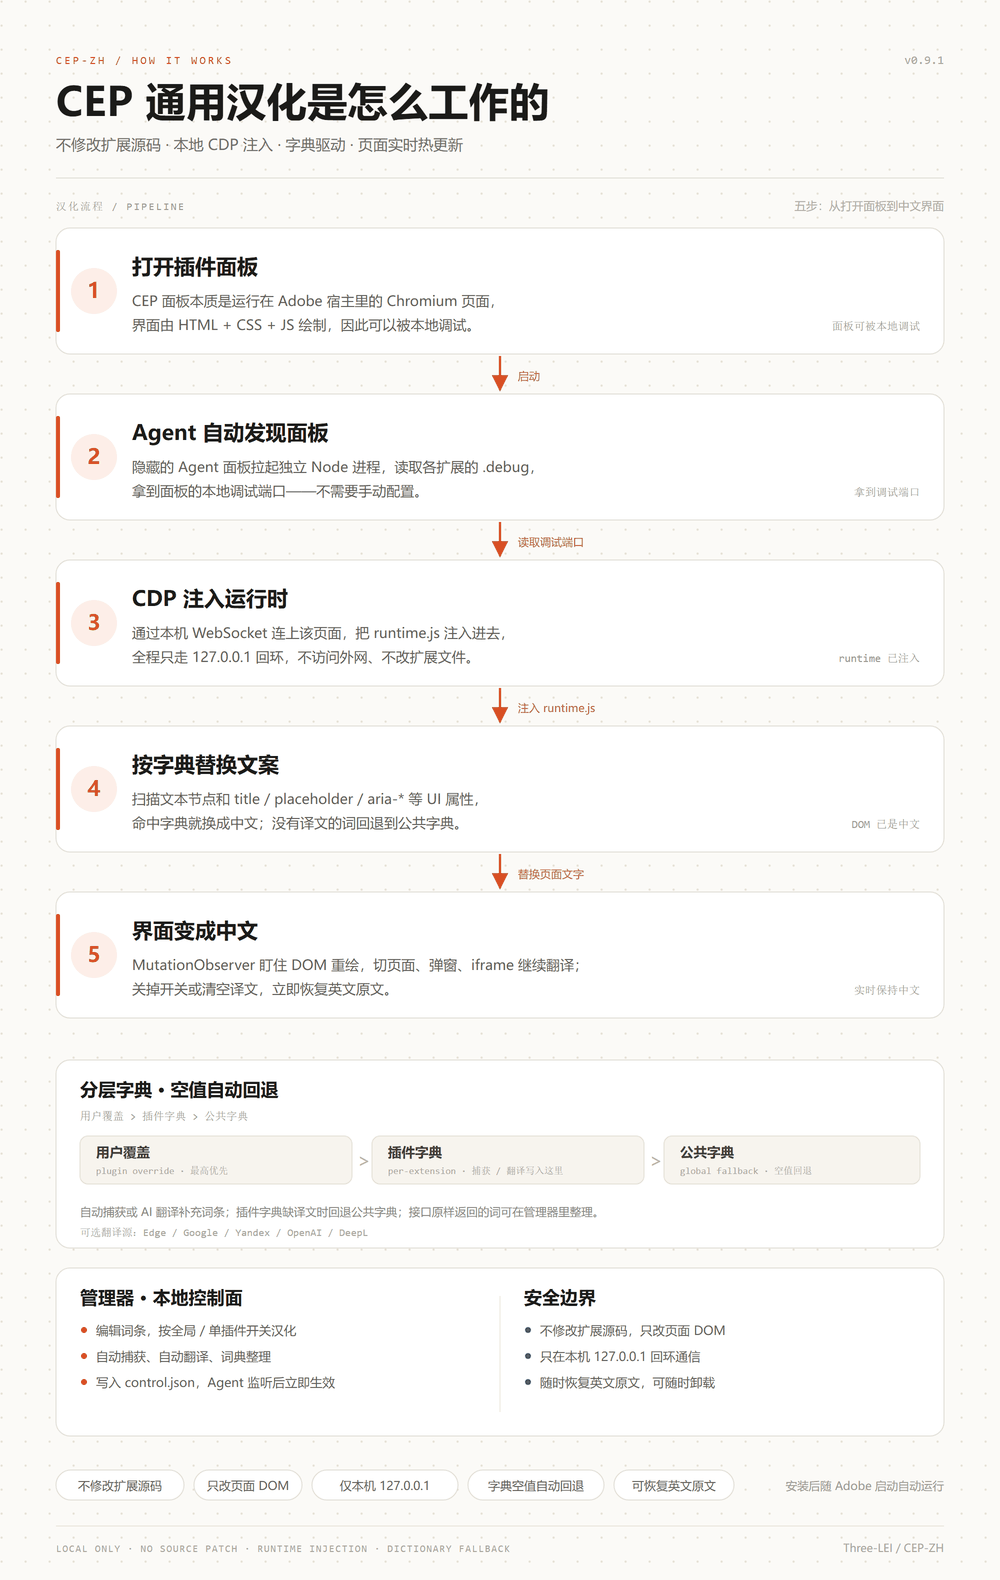 CEP-ZH / HOW IT WORKS
v0.9.1
CEP 通用汉化是怎么工作的
不修改扩展源码 · 本地 CDP 注入 · 字典驱动 · 页面实时热更新
汉化流程 / PIPELINE
五步：从打开面板到中文界面
1
打开插件面板
CEP 面板本质是运行在 Adobe 宿主里的 Chromium 页面，
界面由 HTML + CSS + JS 绘制，因此可以被本地调试。
面板可被本地调试
启动
2
Agent 自动发现面板
隐藏的 Agent 面板拉起独立 Node 进程，读取各扩展的 .debug，
拿到面板的本地调试端口——不需要手动配置。
拿到调试端口
读取调试端口
3
CDP 注入运行时
通过本机 WebSocket 连上该页面，把 runtime.js 注入进去，
全程只走 127.0.0.1 回环，不访问外网、不改扩展文件。
runtime 已注入
注入 runtime.js
4
按字典替换文案
扫描文本节点和 title / placeholder / aria-* 等 UI 属性，
命中字典就换成中文；没有译文的词回退到公共字典。
DOM 已是中文
替换页面文字
5
界面变成中文
MutationObserver 盯住 DOM 重绘，切页面、弹窗、iframe 继续翻译；
关掉开关或清空译文，立即恢复英文原文。
实时保持中文
分层字典 · 空值自动回退
用户覆盖 > 插件字典 > 公共字典
用户覆盖
plugin override · 最高优先
>
插件字典
per-extension · 捕获 / 翻译写入这里
>
公共字典
global fallback · 空值回退
自动捕获或 AI 翻译补充词条；插件字典缺译文时回退公共字典；接口原样返回的词可在管理器里整理。
可选翻译源：Edge / Google / Yandex / OpenAI / DeepL
管理器 · 本地控制面
• 编辑词条，按全局 / 单插件开关汉化
• 自动捕获、自动翻译、词典整理
• 写入 control.json，Agent 监听后立即生效
安全边界
• 不修改扩展源码，只改页面 DOM
• 只在本机 127.0.0.1 回环通信
• 随时恢复英文原文，可随时卸载
不修改扩展源码
只改页面 DOM
仅本机 127.0.0.1
字典空值自动回退
可恢复英文原文
安装后随 Adobe 启动自动运行
LOCAL ONLY · NO SOURCE PATCH · RUNTIME INJECTION · DICTIONARY FALLBACK
Three-LEI / CEP-ZH